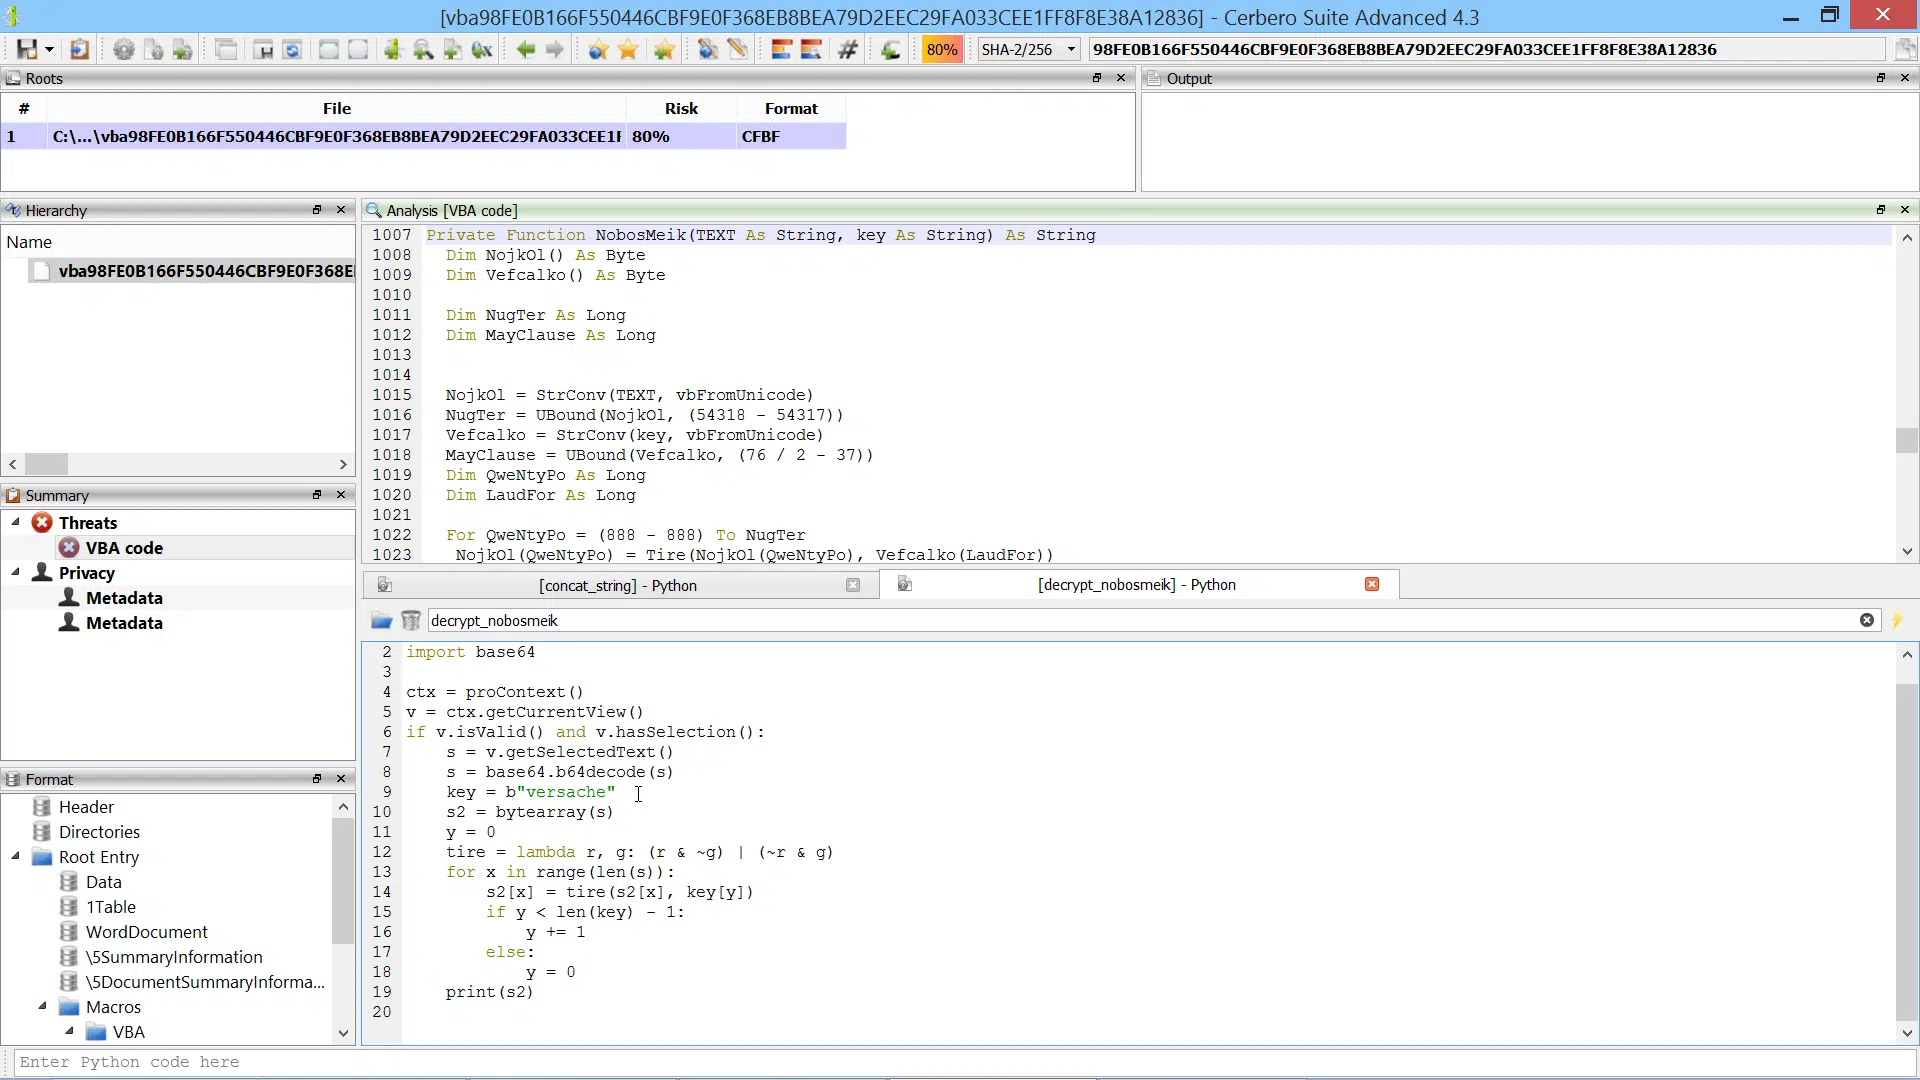 [vba98FE0B166F550446CBF9E0F368EB8BEA79D2EEC29FA033CEE1FF8F8E38A12836] - Cerbero Suite Advanced 4.3
80%
SHA-2/256
98FE0B166F550446CBF9E0F368EB8BEA79D2EEC29FA033CEE1FF8F8E38A12836
Roots
# File Risk Format
1 C:\...\vba98FE0B166F550446CBF9E0F368EB8BEA79D2EEC29FA033CEE1F 80% CFBF
Output
Hierarchy
Name
vba98FE0B166F550446CBF9E0F368E
Summary
Threats
VBA code
Privacy
Metadata
Metadata
Format
Header
Directories
Root Entry
Data
1Table
WordDocument
\5SummaryInformation
\5DocumentSummaryInforma...
Macros
VBA
Analysis [VBA code]
1007 Private Function NobosMeik(TEXT As String, key As String) As String
1008 Dim NojkOl() As Byte
1009 Dim Vefcalko() As Byte
1010
1011 Dim NugTer As Long
1012 Dim MayClause As Long
1013
1014
1015 NojkOl = StrConv(TEXT, vbFromUnicode)
1016 NugTer = UBound(NojkOl, (54318 - 54317))
1017 Vefcalko = StrConv(key, vbFromUnicode)
1018 MayClause = UBound(Vefcalko, (76 / 2 - 37))
1019 Dim QweNtyPo As Long
1020 Dim LaudFor As Long
1021
1022 For QweNtyPo = (888 - 888) To NugTer
1023 NojkOl(QweNtyPo) = Tire(NojkOl(QweNtyPo), Vefcalko(LaudFor))
[concat_string] - Python
[decrypt_nobosmeik] - Python
decrypt_nobosmeik
2 import base64
3
4 ctx = proContext()
5 v = ctx.getCurrentView()
6 if v.isValid() and v.hasSelection():
7 s = v.getSelectedText()
8 s = base64.b64decode(s)
9 key = b"versache"
10 s2 = bytearray(s)
11 y = 0
12 tire = lambda r, g: (r & ~g) | (~r & g)
13 for x in range(len(s)):
14 s2[x] = tire(s2[x], key[y])
15 if y < len(key) - 1:
16 y += 1
17 else:
18 y = 0
19 print(s2)
20
Enter Python code here